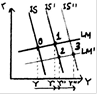 r
IS IS' IS"
0 1 LM
2 3 LM'
Y Y' Y" Y